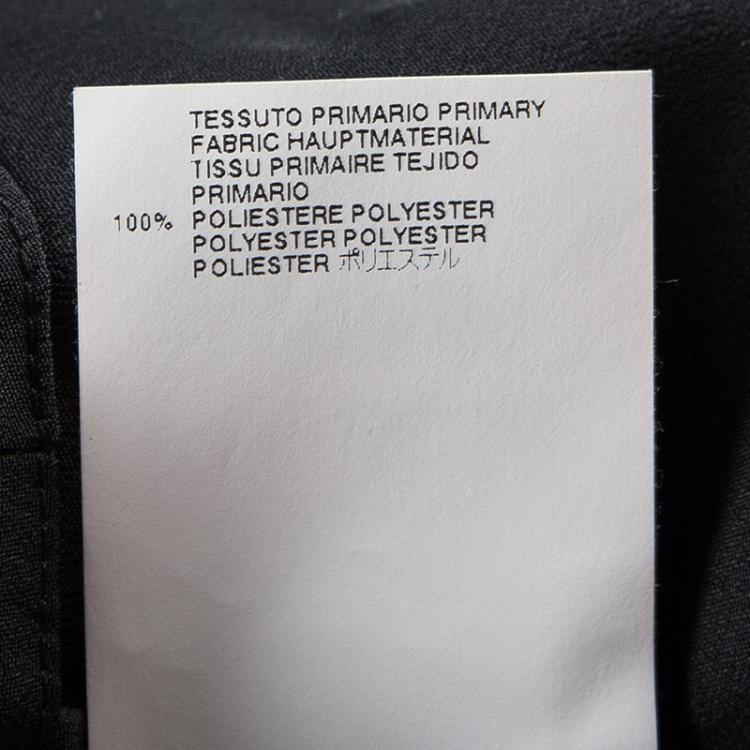 TESSUTO PRIMARIO PRIMARY
FABRIC HAUPTMATERIAL
TISSU PRIMAIRE TEJIDO
PRIMARIO
100% POLIESTERE POLYESTER
POLYESTER POLYESTER
POLIESTER ポリエステル